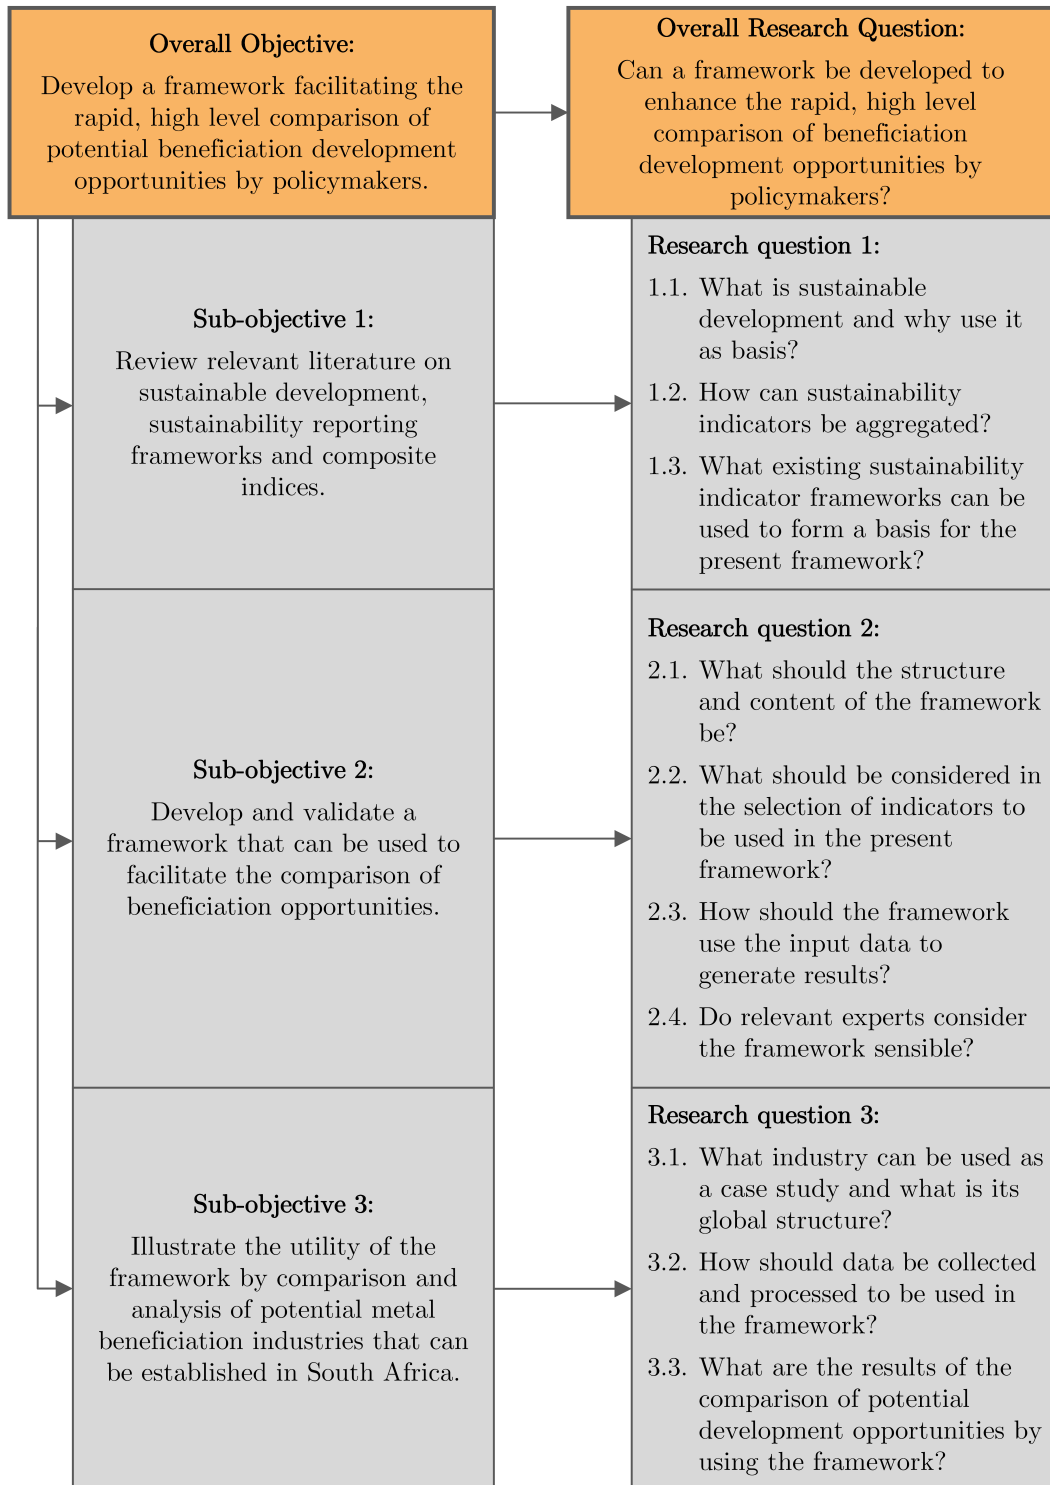 Overall Objective:
Develop a framework facilitating the
rapid, high level comparison of
potential beneficiation development
opportunities by policymakers.
Overall Research Question:
Can a framework be developed to
enhance the rapid, high level
comparison of beneficiation
development opportunities by
policymakers?
Sub-objective 1:
Review relevant literature on
sustainable development,
sustainability reporting
frameworks and composite
indices.
Research question 1:
1.1. What is sustainable
development and why use it
as basis?
1.2. How can sustainability
indicators be aggregated?
1.3. What existing sustainability
indicator frameworks can be
used to form a basis for the
present framework?
Sub-objective 2:
Develop and validate a
framework that can be used to
facilitate the comparison of
beneficiation opportunities.
Research question 2:
2.1. What should the structure
and content of the framework
be?
2.2. What should be considered in
the selection of indicators to
be used in the present
framework?
2.3. How should the framework
use the input data to
generate results?
2.4. Do relevant experts consider
the framework sensible?
Sub-objective 3:
Illustrate the utility of the
framework by comparison and
analysis of potential metal
beneficiation industries that can
be established in South Africa.
Research question 3:
3.1. What industry can be used as
a case study and what is its
global structure?
3.2. How should data be collected
and processed to be used in
the framework?
3.3. What are the results of the
comparison of potential
development opportunities by
using the framework?